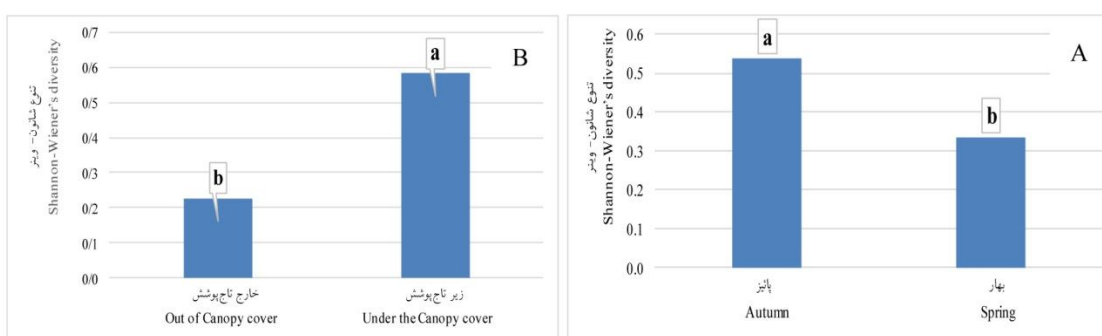 B
تنوع شانون- وینر
Shannon-Wiener's diversity
0/7
0/6
0/5
0/4
0/3
0/2
0/1
0/0
b
a
خارج تاج‌پوشش
زیر تاج‌پوشش
Out of Canopy cover
Under the Canopy cover
A
تنوع شانون- وینر
Shannon-Wiener's diversity
0.6
0.5
0.4
0.3
0.2
0.1
0.0
a
b
پائیز
بهار
Autumn
Spring